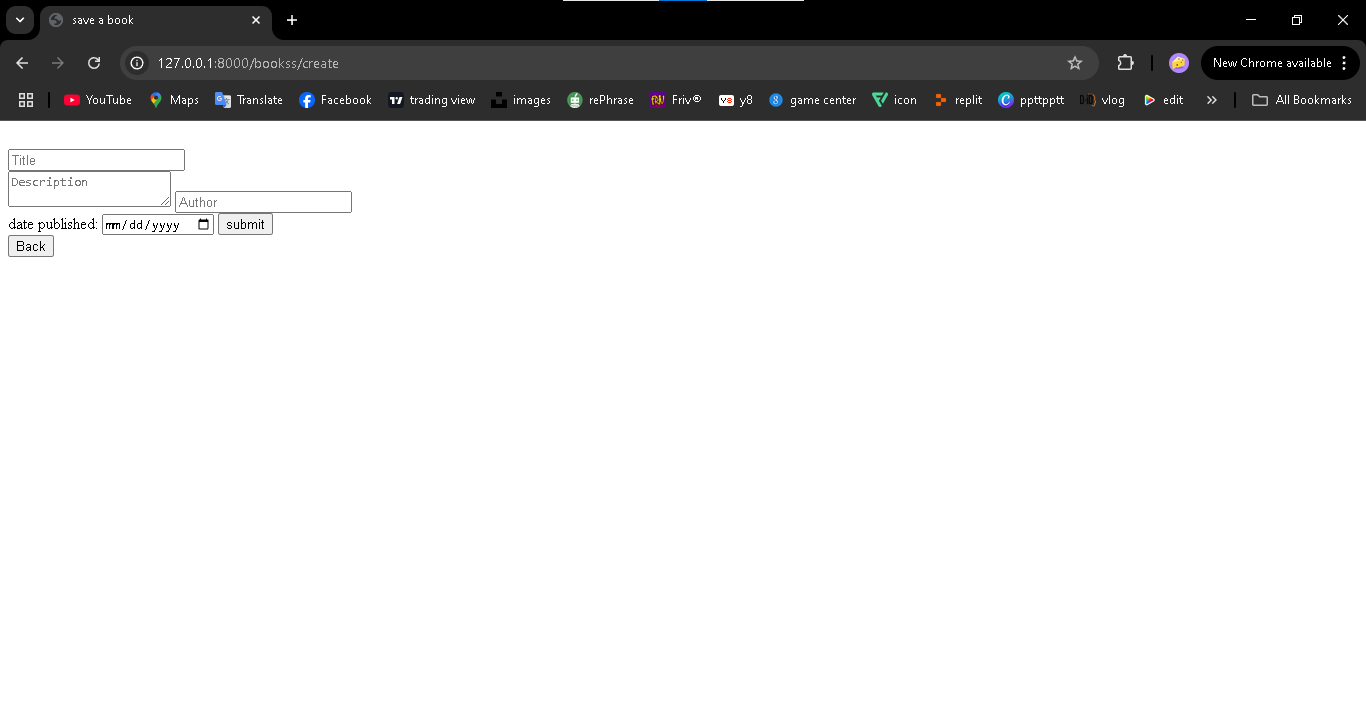 save a book
127.0.0.1:8000/bookss/create
New Chrome available
YouTube Maps Translate Facebook trading view images rePhrase Friv® y8 game center icon replit ppttpptt vlog edit » All Bookmarks
Title
Description
Author
date published: mm/dd/yyyy submit
Back